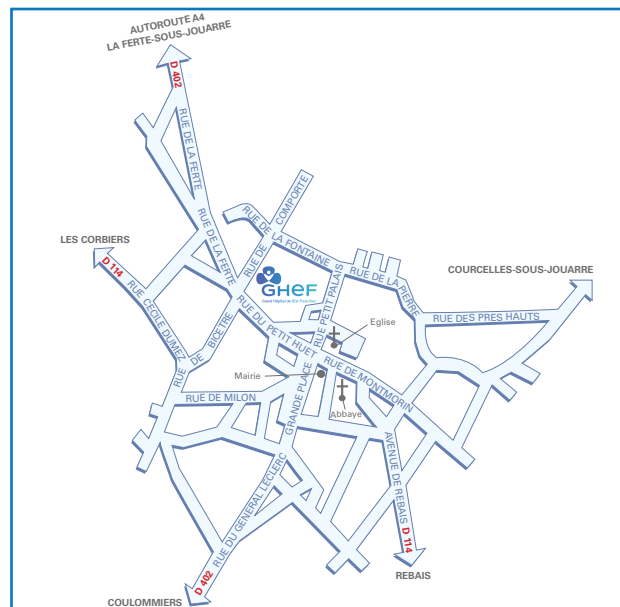 AUTOROUTE A4
LA FERTE-SOUS-JOUARRE
D 402
RUE DE LA FERTE
RUE DE LA FERTE
RUE DE COMPORTE
RUE DE LA FONTAINE
LES CORBIERS
D 114
RUE CECILE DUMEZ
RUE DE BICETRE
GHEF
RUE DU PETIT HUET
RUE PETIT PALAIS
RUE DE LA PIERRE
COURCELLES-SOUS-JOUARRE
RUE DES PRES HAUTS
Eglise
Mairie
RUE DE MONTMORIN
RUE DE MILON
GRANDE PLACE
Abbaye
AVENUE DE REBAIS
D 114
REBAIS
RUE DU GENERAL LECLERC
D 402
COULOMMIERS